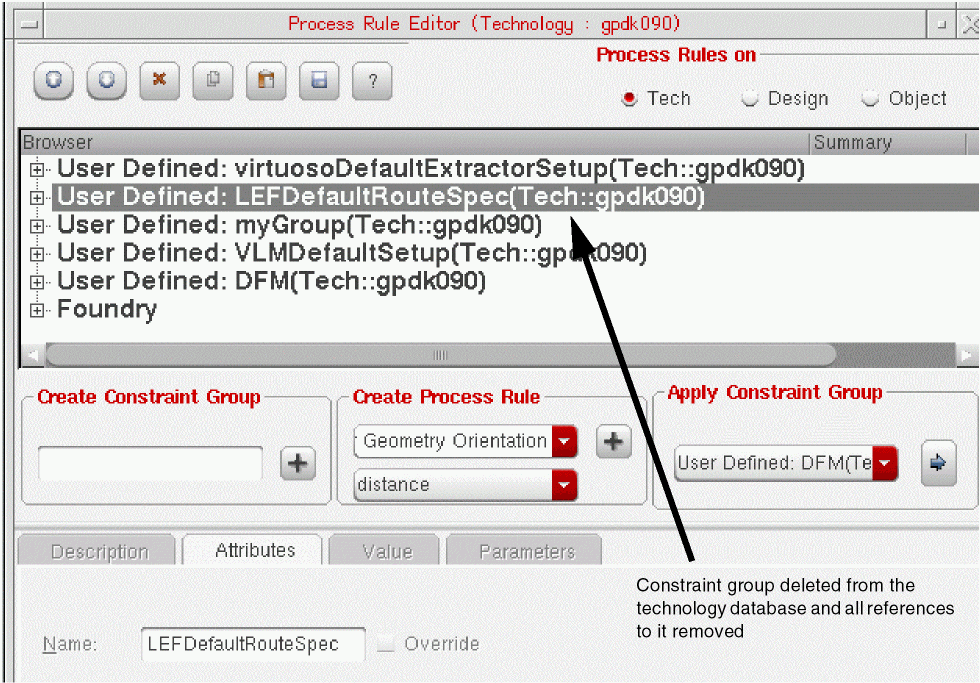 Process Rule Editor (Technology : gpdk090)
Process Rules on
?
Tech
Design
Object
Browser
Summary
User Defined: virtuosoDefaultExtractorSetup(Tech::gpdk090)
User Defined: LEFDefaultRouteSpec(Tech::gpdk090)
User Defined: myGroup(Tech::gpdk090)
User Defined: VLMDefaultSetup(Tech::gpdk090)
User Defined: DFM(Tech::gpdk090)
Foundry
Create Constraint Group
Create Process Rule
Apply Constraint Group
Geometry Orientation
User Defined: DFM(Te
distance
Description
Attributes
Value
Parameters
Constraint group deleted from the
technology database and all references
to it removed
Name:
LEFDefaultRouteSpec
Override